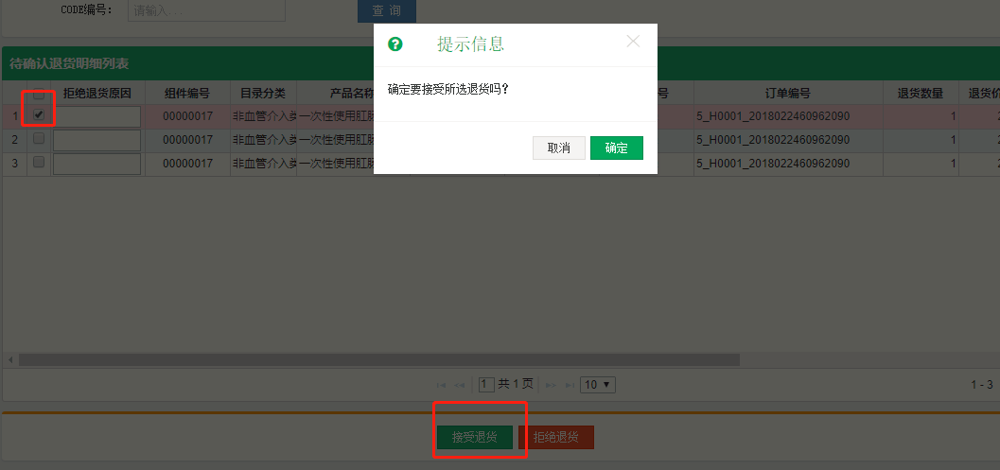 CODE编号： 请输入... 查 询
提示信息
待确认退货明细列表
确定要接受所选退货吗？
拒绝退货原因 组件编号 目录分类 产品名称 号 订单编号 退货数量 退货价
1 00000017 非血管介入类 一次性使用肛肠 5_H0001_2018022460962090 1 2
2 00000017 非血管介入类 一次性使用肛肠 5_H0001_2018022460962090 1 2
取消 确定
3 00000017 非血管介入类 一次性使用肛肠 5_H0001_2018022460962090 1 2
1 共 1 页 10 1 - 3
接受退货 拒绝退货